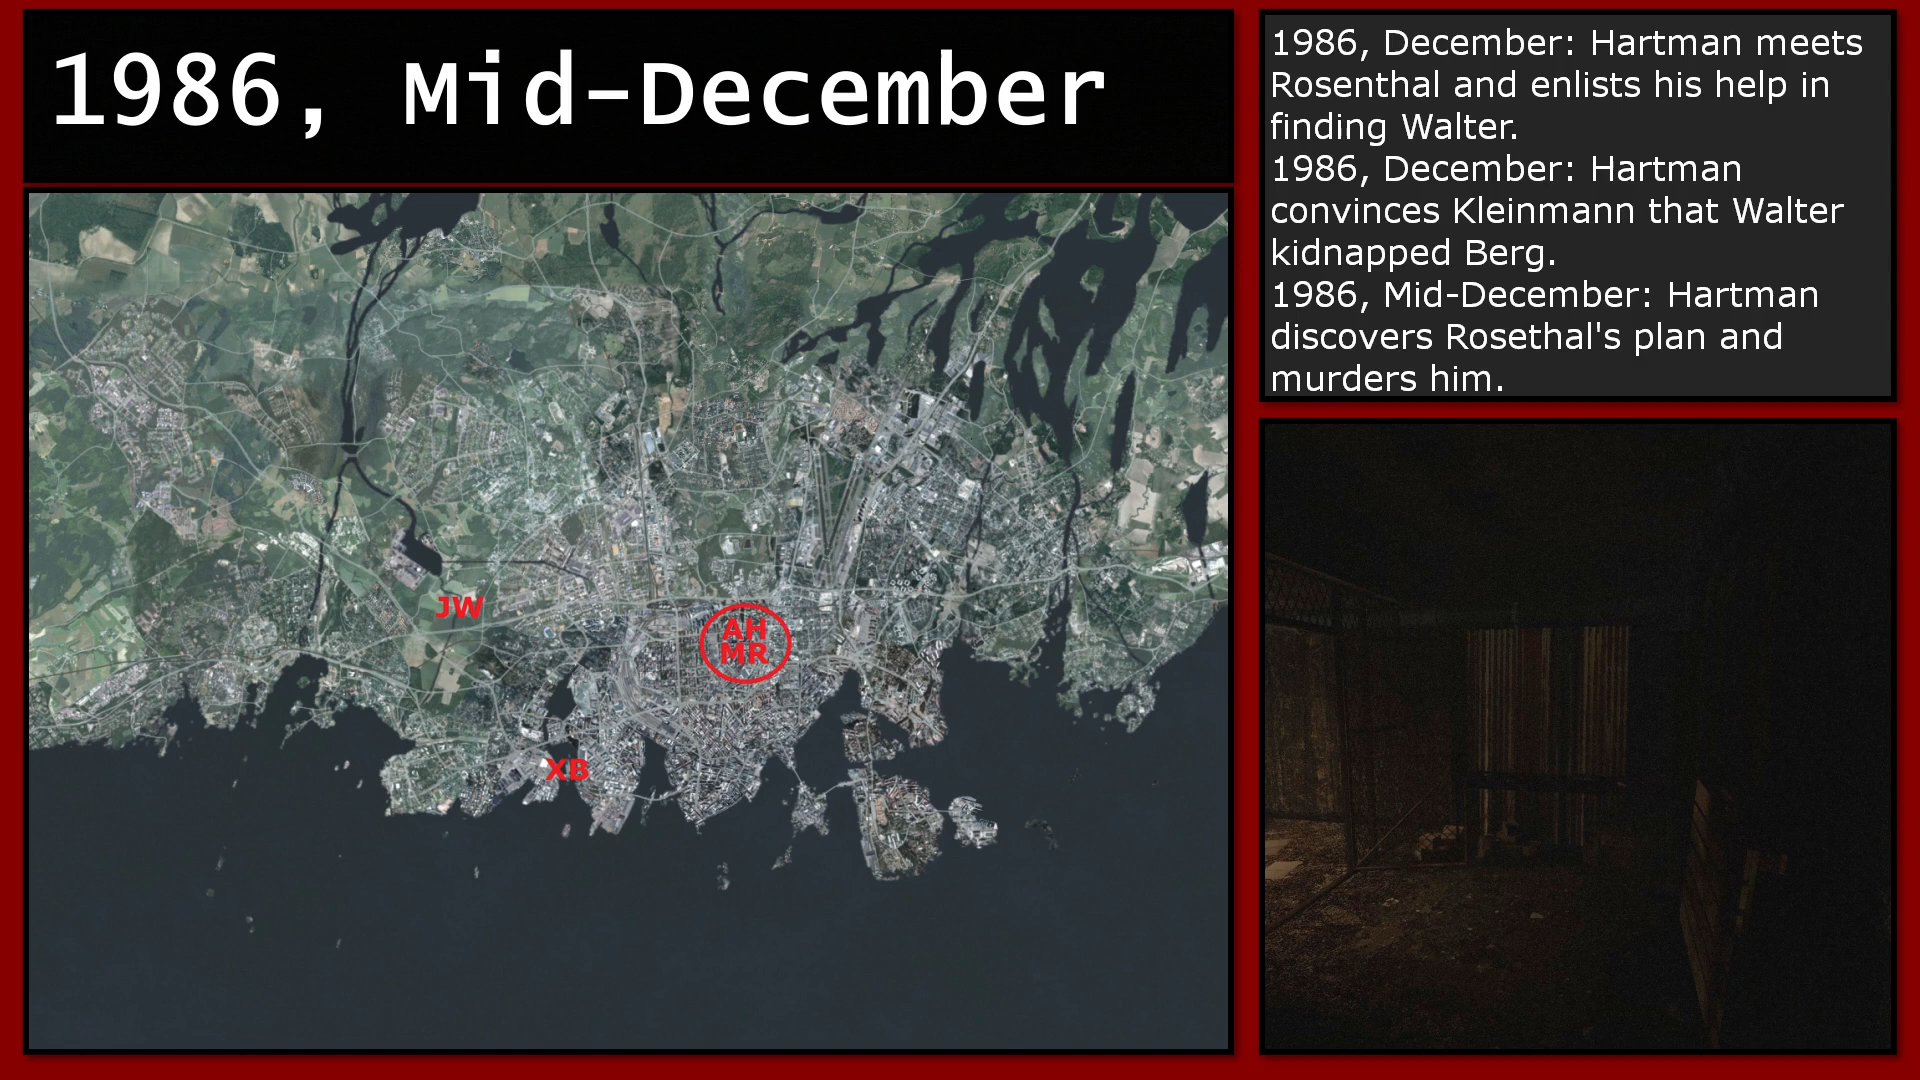 1986, Mid-December
1986, December: Hartman meets
Rosenthal and enlists his help in
finding Walter.
1986, December: Hartman
convinces Kleinmann that Walter
kidnapped Berg.
1986, Mid-December: Hartman
discovers Rosethal's plan and
murders him.
JW
AH
MR
XB